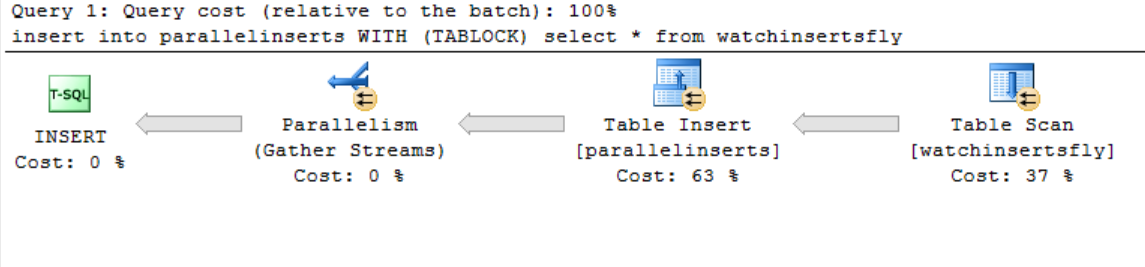 Query 1: Query cost (relative to the batch): 100%
insert into parallelinserts WITH (TABLOCK) select * from watchinsertsfly
T-SQL
INSERT
Cost: 0 %
Parallelism
(Gather Streams)
Cost: 0 %
Table Insert
[parallelinserts]
Cost: 63 %
Table Scan
[watchinsertsfly]
Cost: 37 %